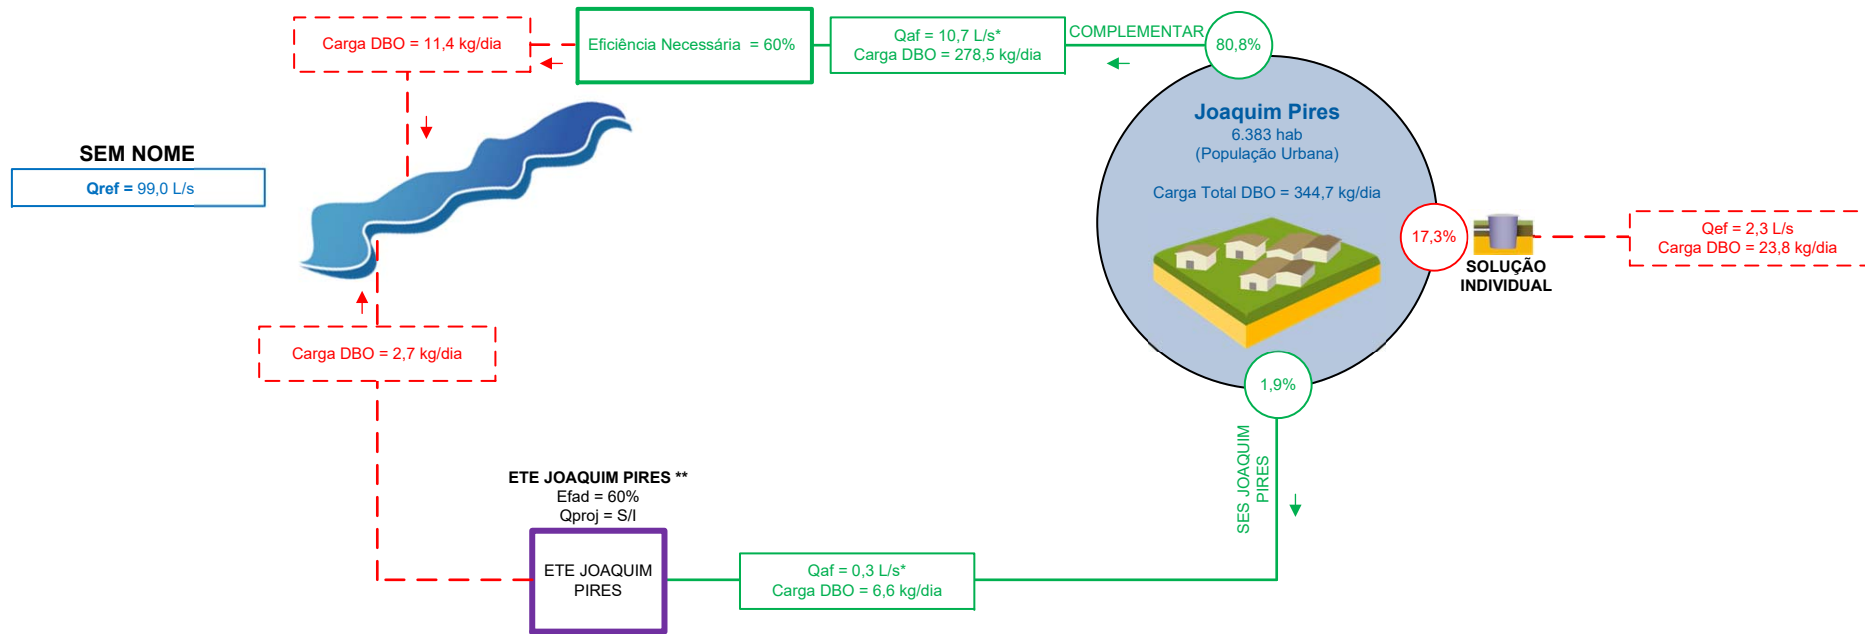 Carga DBO = 11,4 kg/dia
Eficiência Necessária = 60%
Qaf = 10,7 L/s*
Carga DBO = 278,5 kg/dia
COMPLEMENTAR
80,8%
Joaquim Pires
6.383 hab
(População Urbana)
Carga Total DBO = 344,7 kg/dia
SEM NOME
Qref = 99,0 L/s
17,3%
SOLUÇÃO
INDIVIDUAL
Qef = 2,3 L/s
Carga DBO = 23,8 kg/dia
Carga DBO = 2,7 kg/dia
1,9%
SES JOAQUIM
PIRES
ETE JOAQUIM PIRES **
Efad = 60%
Qproj = S/I
ETE JOAQUIM
PIRES
Qaf = 0,3 L/s*
Carga DBO = 6,6 kg/dia